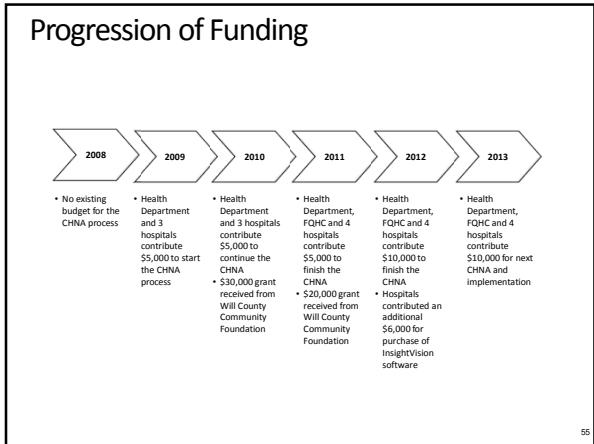 Progression of Funding
2008
2009
2010
2011
2012
2013
• No existing
budget for the
CHNA process
• Health
Department
and 3
hospitals
contribute
$5,000 to start
the CHNA
process
• Health
Department
and 3 hospitals
contribute
$5,000 to
continue the
CHNA
• $30,000 grant
received from
Will County
Community
Foundation
• Health
Department,
FQHC and 4
hospitals
contribute
$5,000 to
finish the
CHNA
• $20,000 grant
received from
Will County
Community
Foundation
• Health
Department,
FQHC and 4
hospitals
contribute
$10,000 to
finish the
CHNA
• Hospitals
contributed an
additional
$6,000 for
purchase of
InsightVision
software
• Health
Department,
FQHC and 4
hospitals
contribute
$10,000 for next
CHNA and
implementation
55